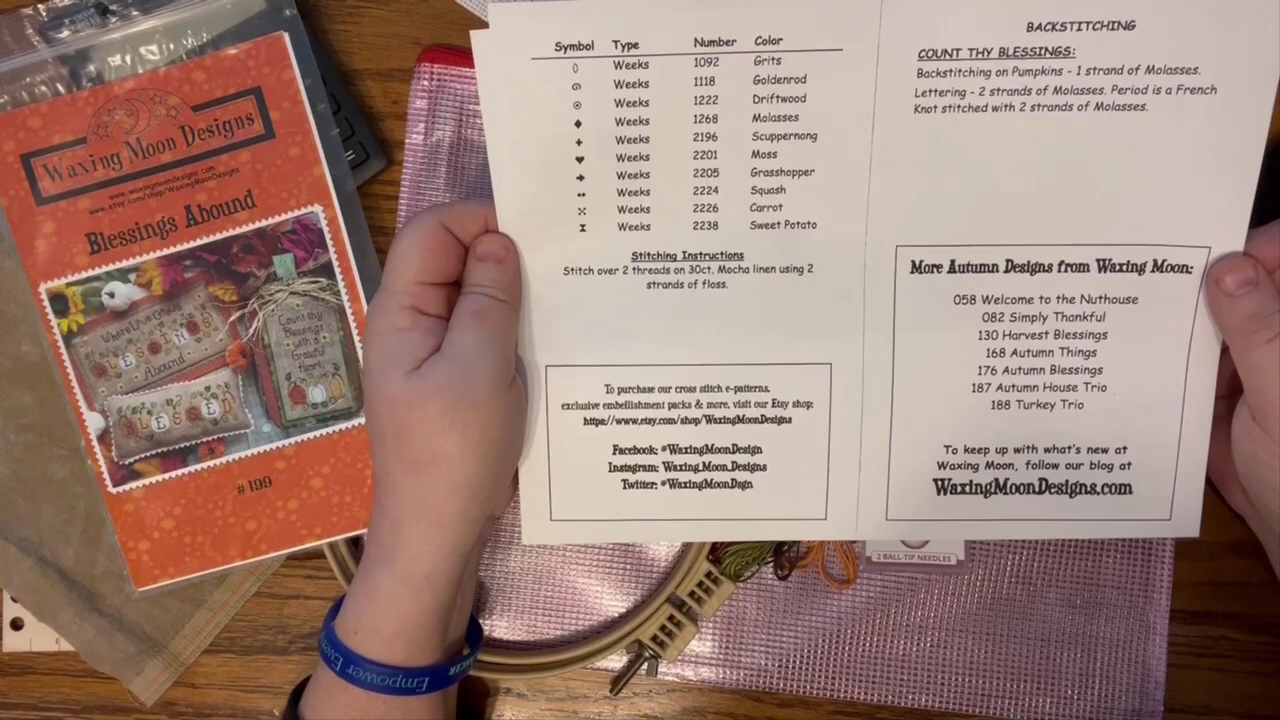 Waxing Moon Designs
www.waxingmoondesigns.com
www.etsy.com/shop/WaxingMoonDesigns
Blessings Abound
Where Love Grows
BLESSINGS
Abound
BLESSED
Count thy
Blessings
with a
Grateful
Heart.
#199
Symbol Type Number Color
Weeks 1092 Grits
Weeks 1118 Goldenrod
Weeks 1222 Driftwood
Weeks 1268 Molasses
Weeks 2196 Scuppernong
Weeks 2201 Moss
Weeks 2205 Grasshopper
Weeks 2224 Squash
Weeks 2226 Carrot
Weeks 2238 Sweet Potato
Stitching Instructions
Stitch over 2 threads on 30ct. Mocha linen using 2
strands of floss.
To purchase our cross stitch e-patterns,
exclusive embellishment packs & more, visit our Etsy shop:
https://www.etsy.com/shop/WaxingMoonDesigns
Facebook: @WaxingMoonDesign
Instagram: Waxing_Moon_Designs
Twitter: @WaxingMoonDsgn
BACKSTITCHING
COUNT THY BLESSINGS:
Backstitching on Pumpkins - 1 strand of Molasses.
Lettering - 2 strands of Molasses. Period is a French
Knot stitched with 2 strands of Molasses.
More Autumn Designs from Waxing Moon:
058 Welcome to the Nuthouse
082 Simply Thankful
130 Harvest Blessings
168 Autumn Things
176 Autumn Blessings
187 Autumn House Trio
188 Turkey Trio
To keep up with what's new at
Waxing Moon, follow our blog at
WaxingMoonDesigns.com
2 BALL-TIP NEEDLES
Empower Even